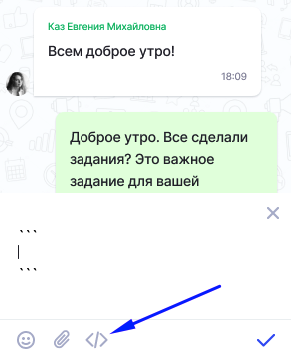 Каз Евгения Михайловна
Всем доброе утро!
18:09
Доброе утро. Все сделали
задания? Это важное
задание для вашей
```
```